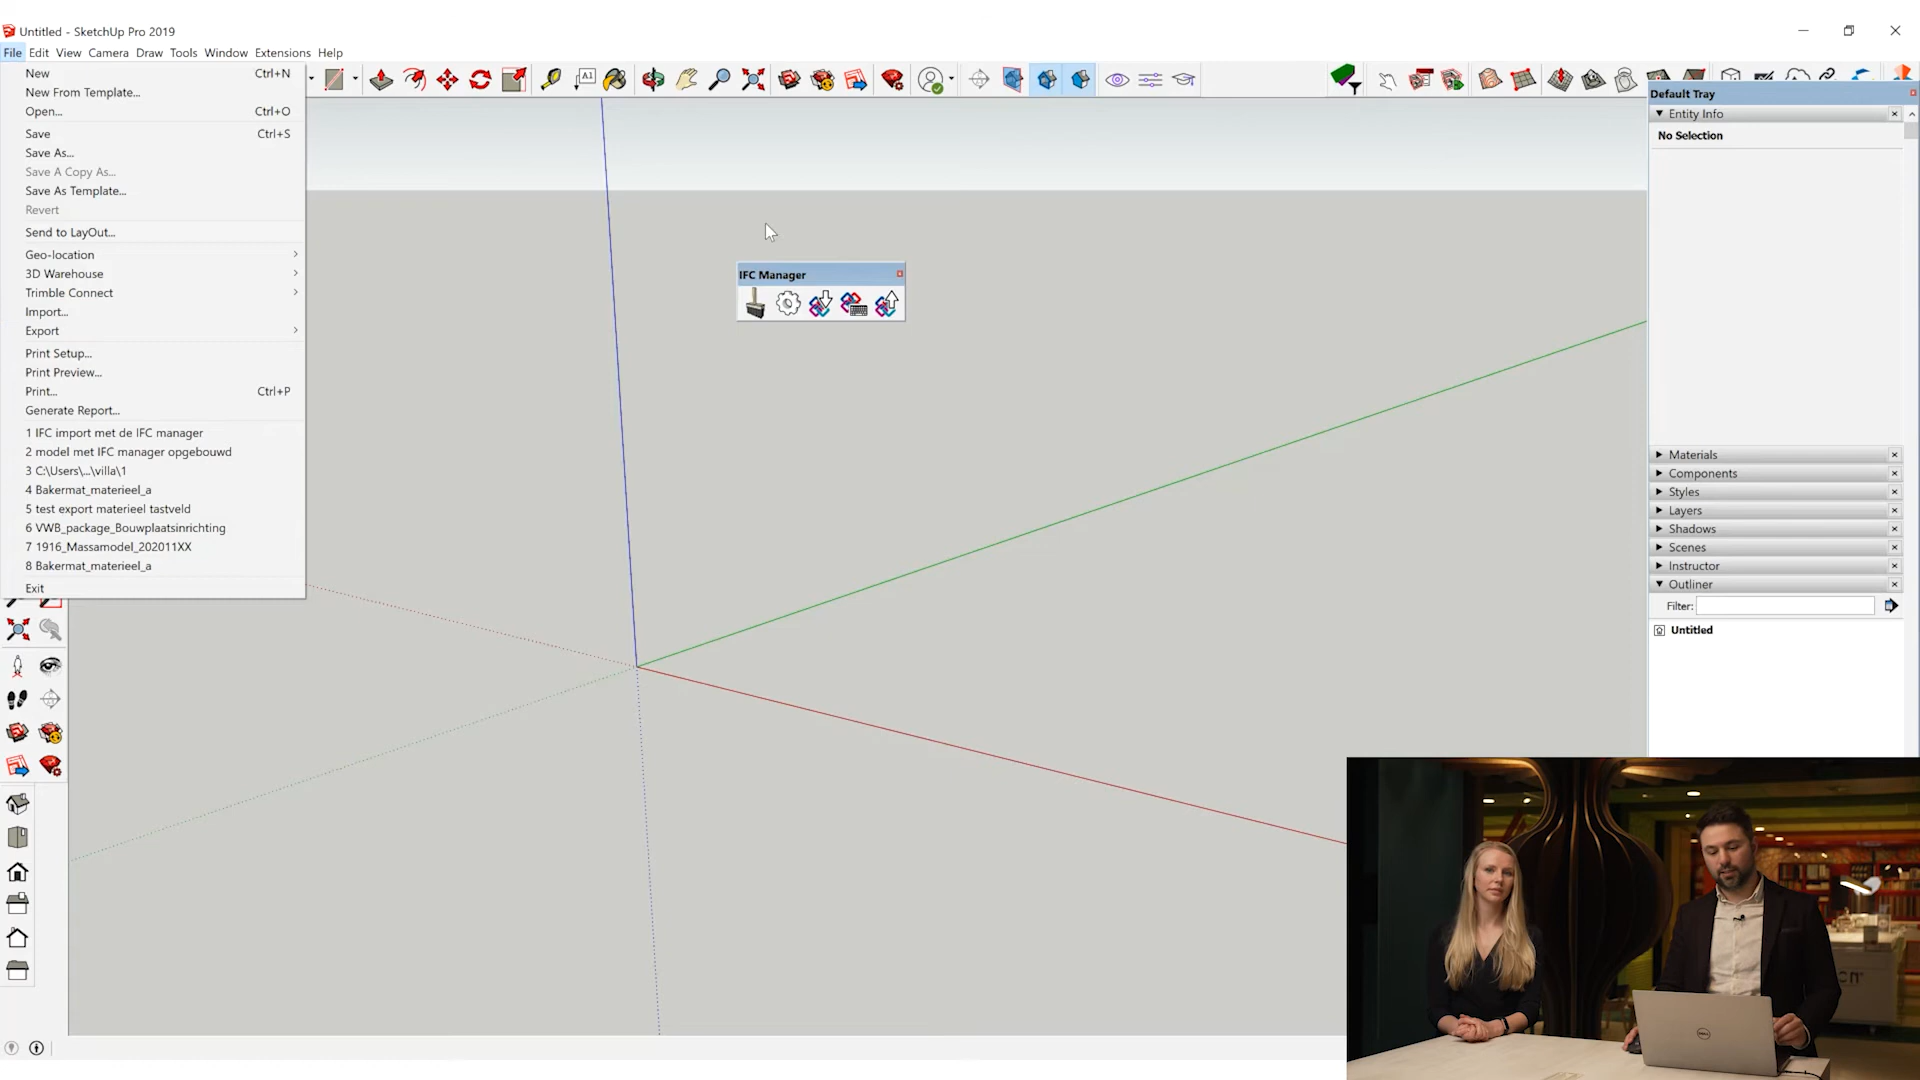 Untitled - SketchUp Pro 2019
File Edit View Camera Draw Tools Window Extensions Help
New Ctrl+N
New From Template...
Open... Ctrl+O
Save Ctrl+S
Save As...
Save A Copy As...
Save As Template...
Revert
Send to LayOut...
Geo-location
3D Warehouse
Trimble Connect
Import...
Export
Print Setup...
Print Preview...
Print... Ctrl+P
Generate Report...
1 IFC import met de IFC manager
2 model met IFC manager opgebouwd
3 C:\Users\...\villa\1
4 Bakermat_materieel_a
5 test export materieel tastveld
6 VWB_package_Bouwplaatsinrichting
7 1916_Massamodel_202011XX
8 Bakermat_materieel_a
Exit
A1
IFC Manager
Default Tray
Entity Info
No Selection
Materials
Components
Styles
Layers
Shadows
Scenes
Instructor
Outliner
Filter:
Untitled
DELL